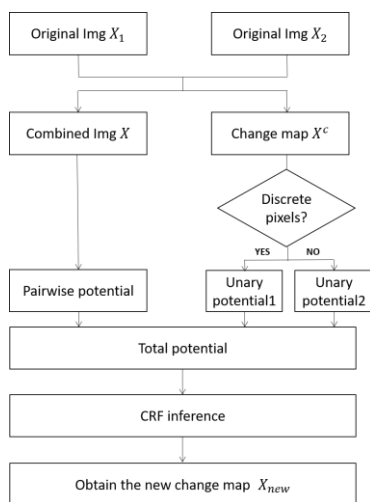 Original Img X₁
Original Img X₂
Combined Img X
Change map Xᶜ
Discrete
pixels?
YES
NO
Pairwise potential
Unary
potential1
Unary
potential2
Total potential
CRF inference
Obtain the new change map Xₙₑw